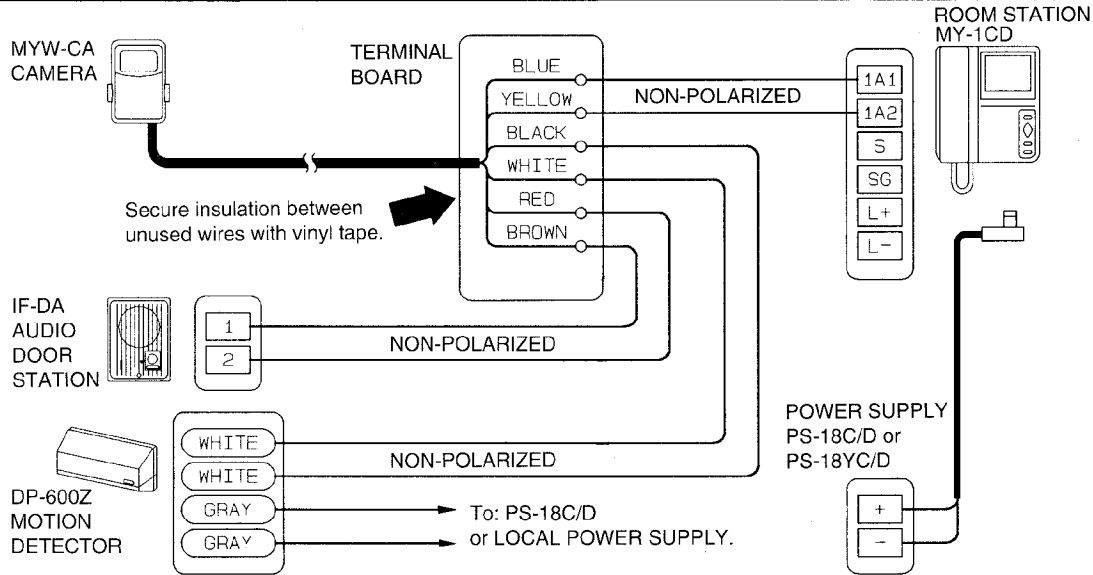 ROOM STATION
MY-1CD
MYW-CA
CAMERA
TERMINAL
BOARD
BLUE
YELLOW
BLACK
WHITE
RED
BROWN
NON-POLARIZED
1A1
1A2
S
SG
L+
L-
Secure insulation between
unused wires with vinyl tape.
IF-DA
AUDIO
DOOR
STATION
1
2
NON-POLARIZED
DP-600Z
MOTION
DETECTOR
WHITE
WHITE
GRAY
GRAY
NON-POLARIZED
To: PS-18C/D
or LOCAL POWER SUPPLY.
POWER SUPPLY
PS-18C/D or
PS-18YC/D
+
-